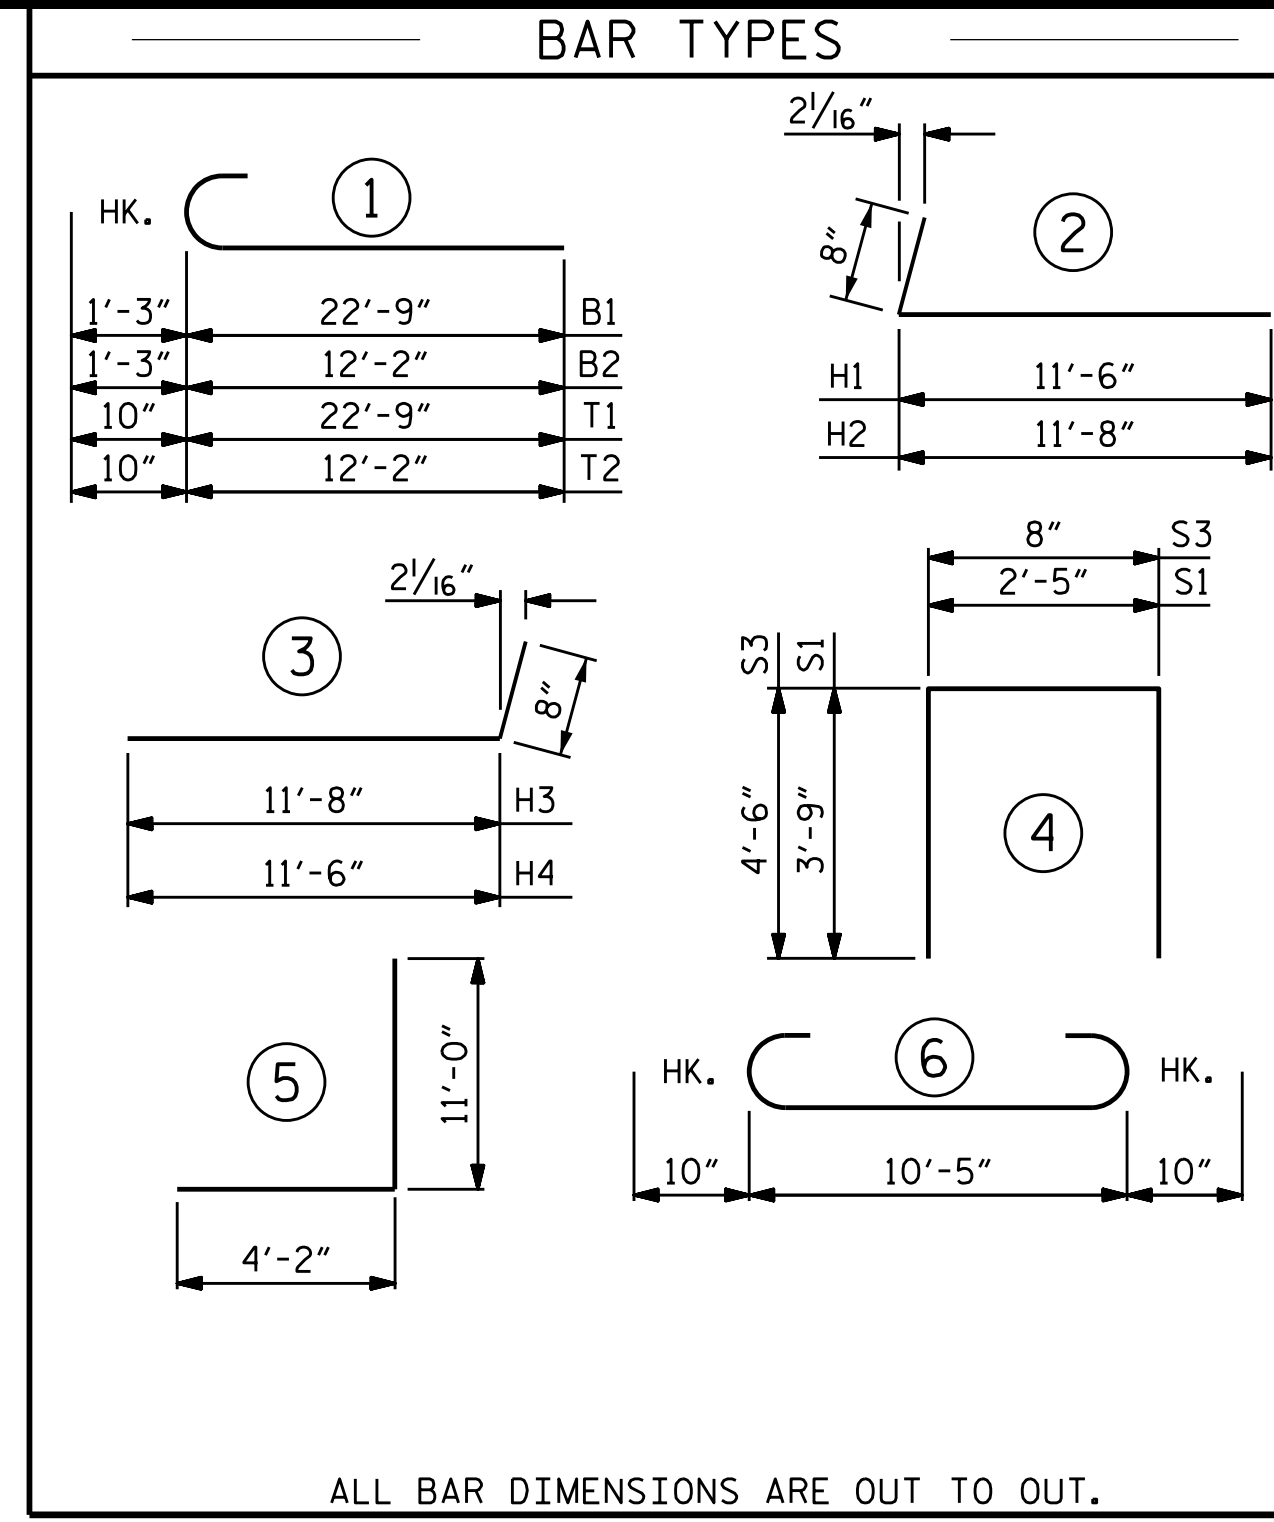 BAR TYPES
HK. 1
1'-3" 22'-9" B1
1'-3" 12'-2" B2
10" 22'-9" T1
10" 12'-2" T2
2 1/16"
8" 2
H1 11'-6"
H2 11'-8"
2 1/16"
3 8"
11'-8" H3
11'-6" H4
8" S3
2'-5" S1
S3 S1
4'-6" 3'-9" 4
5 11'-0"
4'-2"
HK. 6 HK.
10" 10'-5" 10"
ALL BAR DIMENSIONS ARE OUT TO OUT.